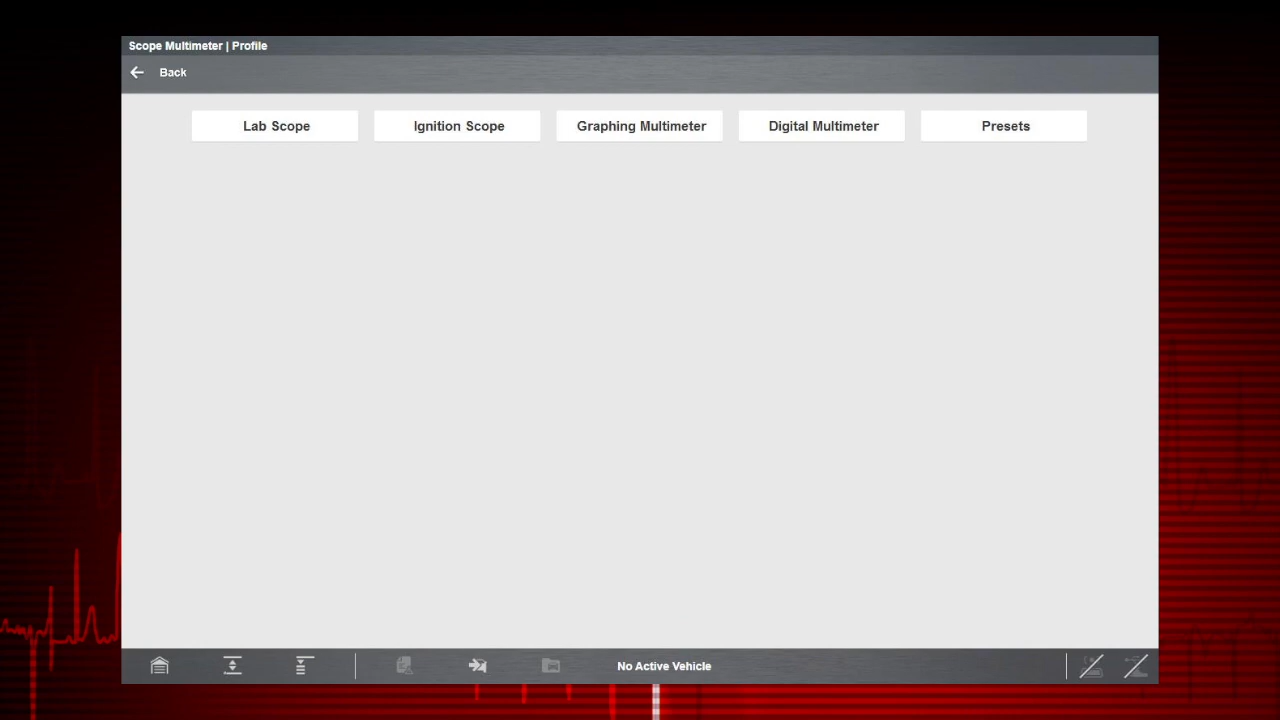 Scope Multimeter | Profile
Back
Lab Scope
Ignition Scope
Graphing Multimeter
Digital Multimeter
Presets
No Active Vehicle